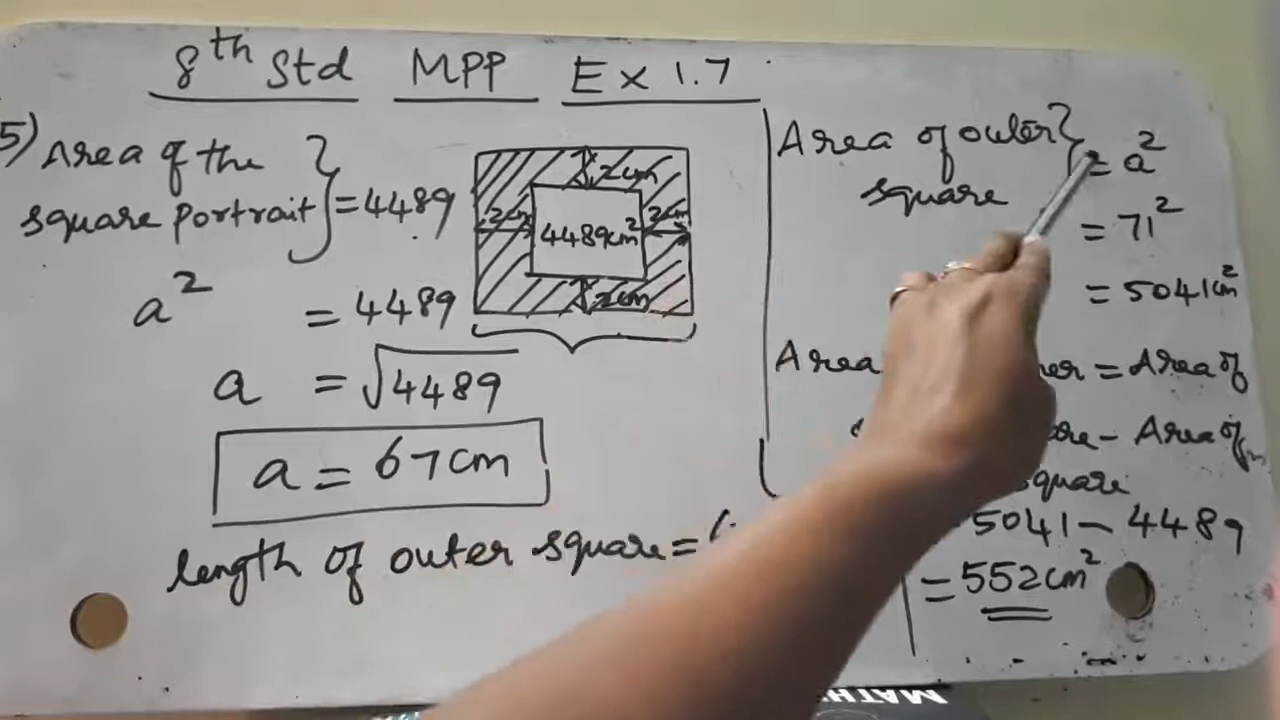 8th Std MPP Ex 1.7
5) Area of the
square portrait } = 4489
a² = 4489
a = √4489
a = 67cm
length of outer square =
2cm
2cm
4489cm²
2cm
2cm
Area of outer
square } = a²
= 71²
= 5041cm²
Area = Area of
- Area of
square
5041 - 4489
= 552cm²
MATH